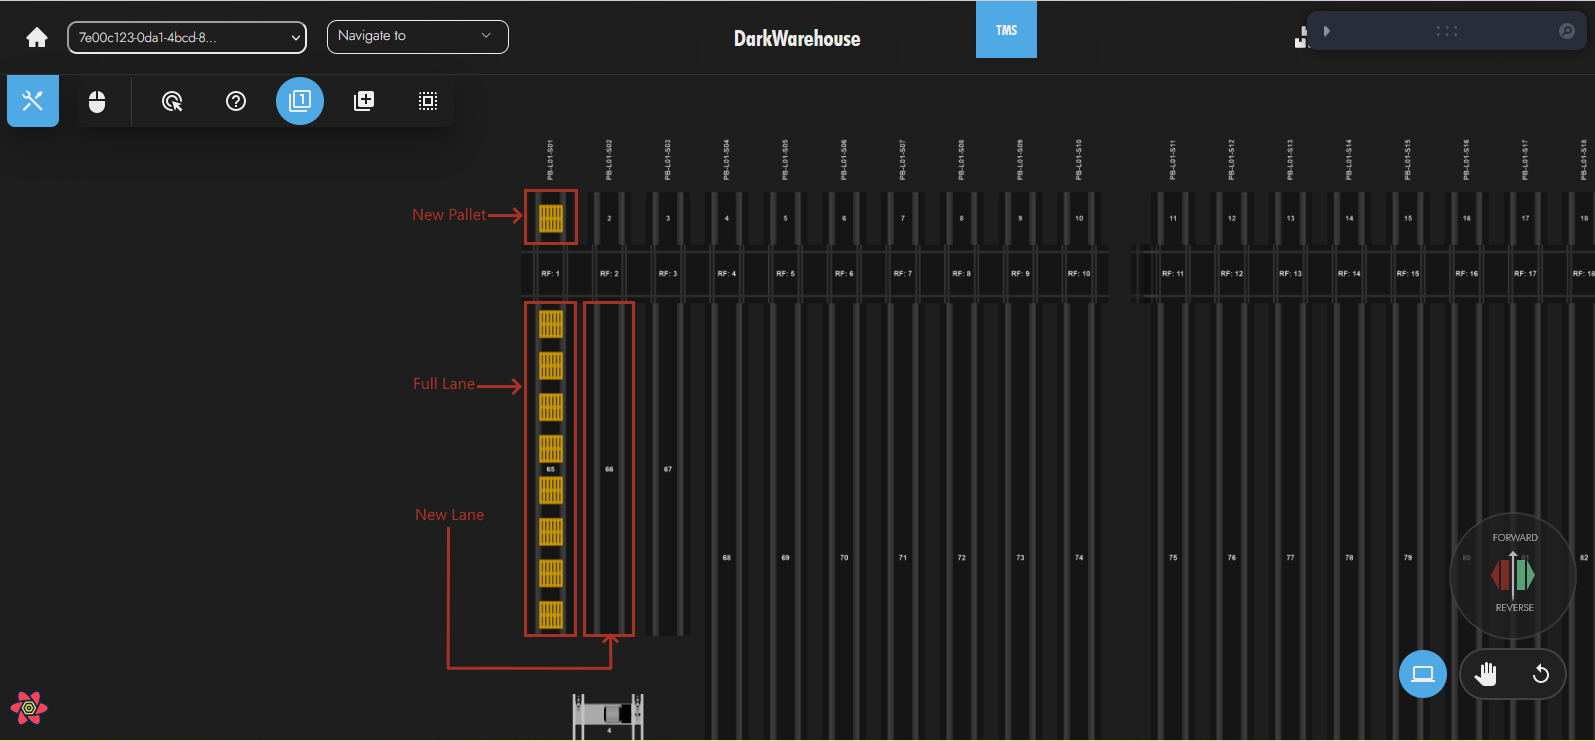 7e00c123-0da1-4bcd-8...
Navigate to
DarkWarehouse
TMS
1
PB-L01-S01
PB-L01-S02
PB-L01-S03
PB-L01-S04
PB-L01-S05
PB-L01-S06
PB-L01-S07
PB-L01-S08
PB-L01-S09
PB-L01-S10
PB-L01-S11
PB-L01-S12
PB-L01-S13
PB-L01-S14
PB-L01-S15
PB-L01-S16
PB-L01-S17
PB-L01-S18
New Pallet
2 3 4 5 6 7 8 9 10 11 12 13 14 15 16 17 18
RF: 1 RF: 2 RF: 3 RF: 4 RF: 5 RF: 6 RF: 7 RF: 8 RF: 9 RF: 10 RF: 11 RF: 12 RF: 13 RF: 14 RF: 15 RF: 16 RF: 17 RF: 18
Full Lane
65 66 67
New Lane
FORWARD
68 69 70 71 72 73 74 75 76 77 78 79 80 81 82
REVERSE
4